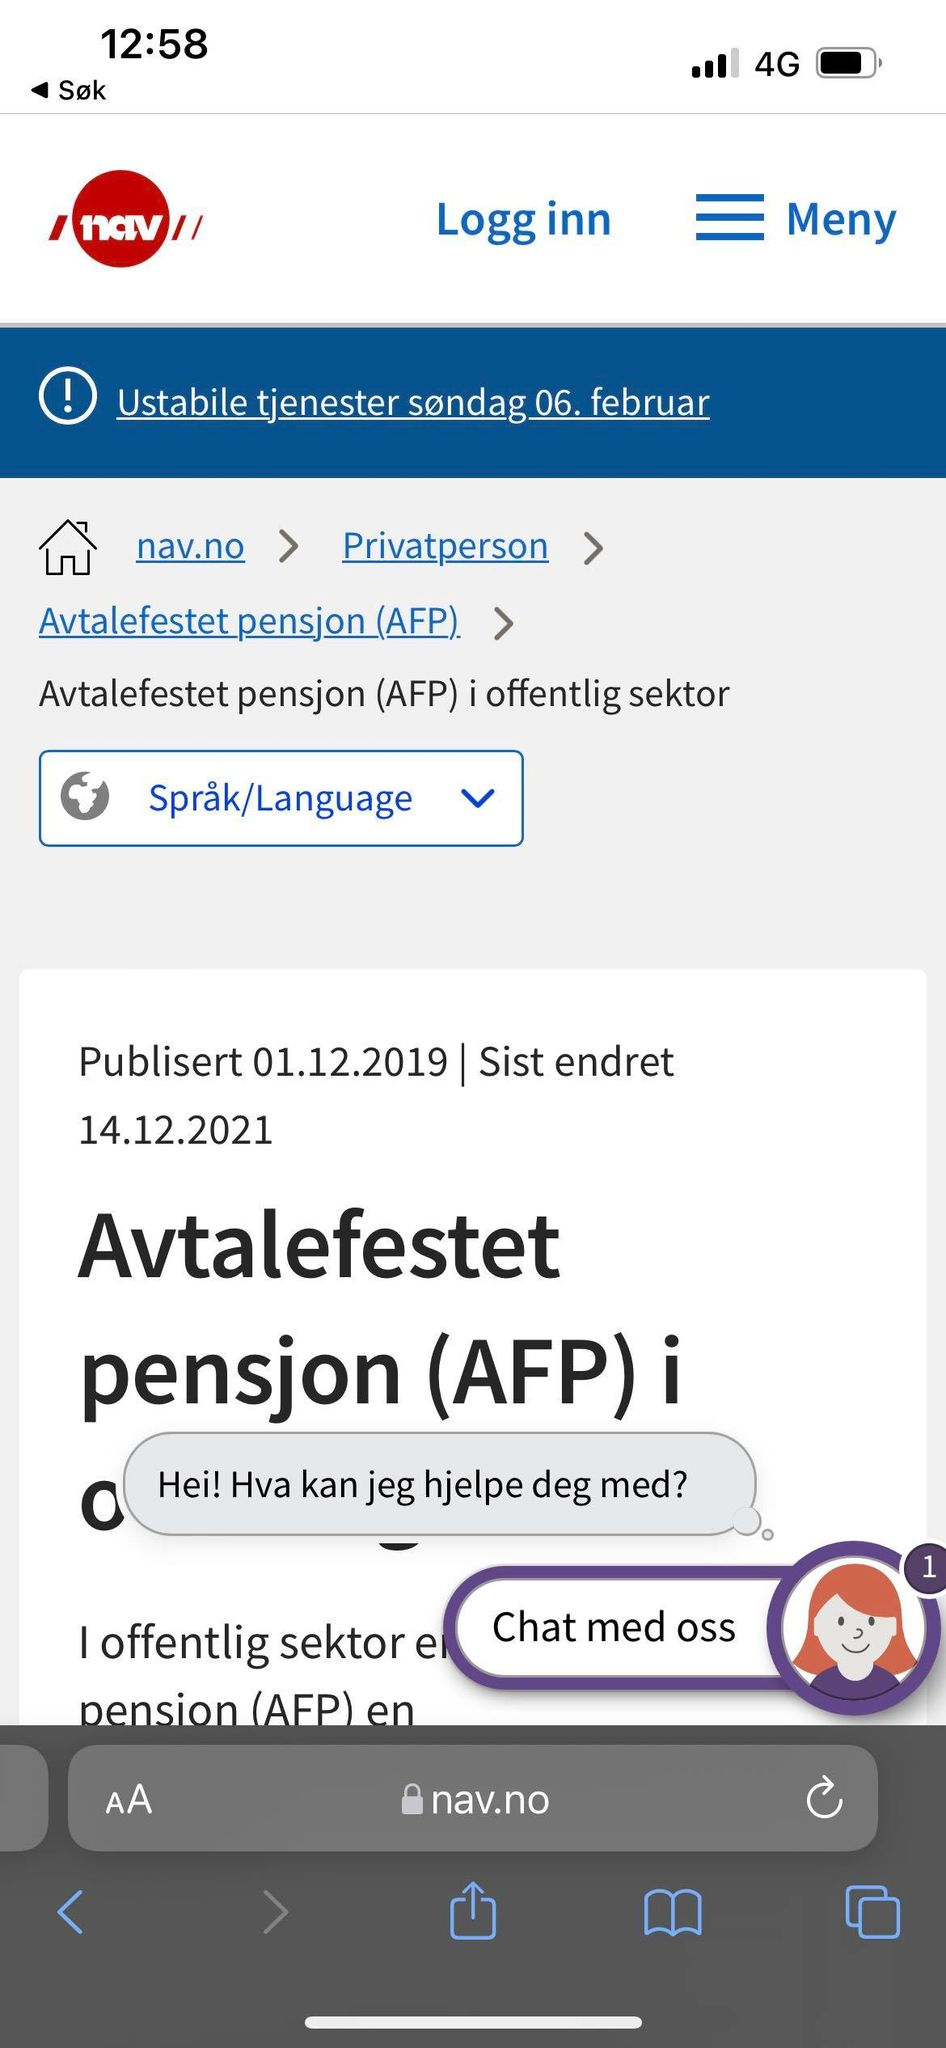 12:58
4G
Søk
nav
Logg inn
Meny
Ustabile tjenester søndag 06. februar
nav.no
Privatperson
Avtalefestet pensjon (AFP)
Avtalefestet pensjon (AFP) i offentlig sektor
Språk/Language
Publisert 01.12.2019 | Sist endret
14.12.2021
Avtalefestet
pensjon (AFP) i
Hei! Hva kan jeg hjelpe deg med?
1
Chat med oss
I offentlig sektor er
pensjon (AFP) en
AA
nav.no